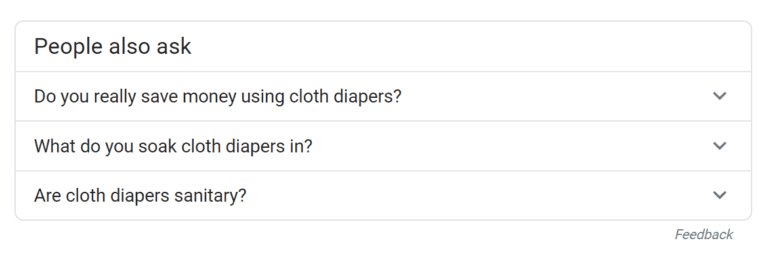 People also ask
Do you really save money using cloth diapers?
What do you soak cloth diapers in?
Are cloth diapers sanitary?
Feedback